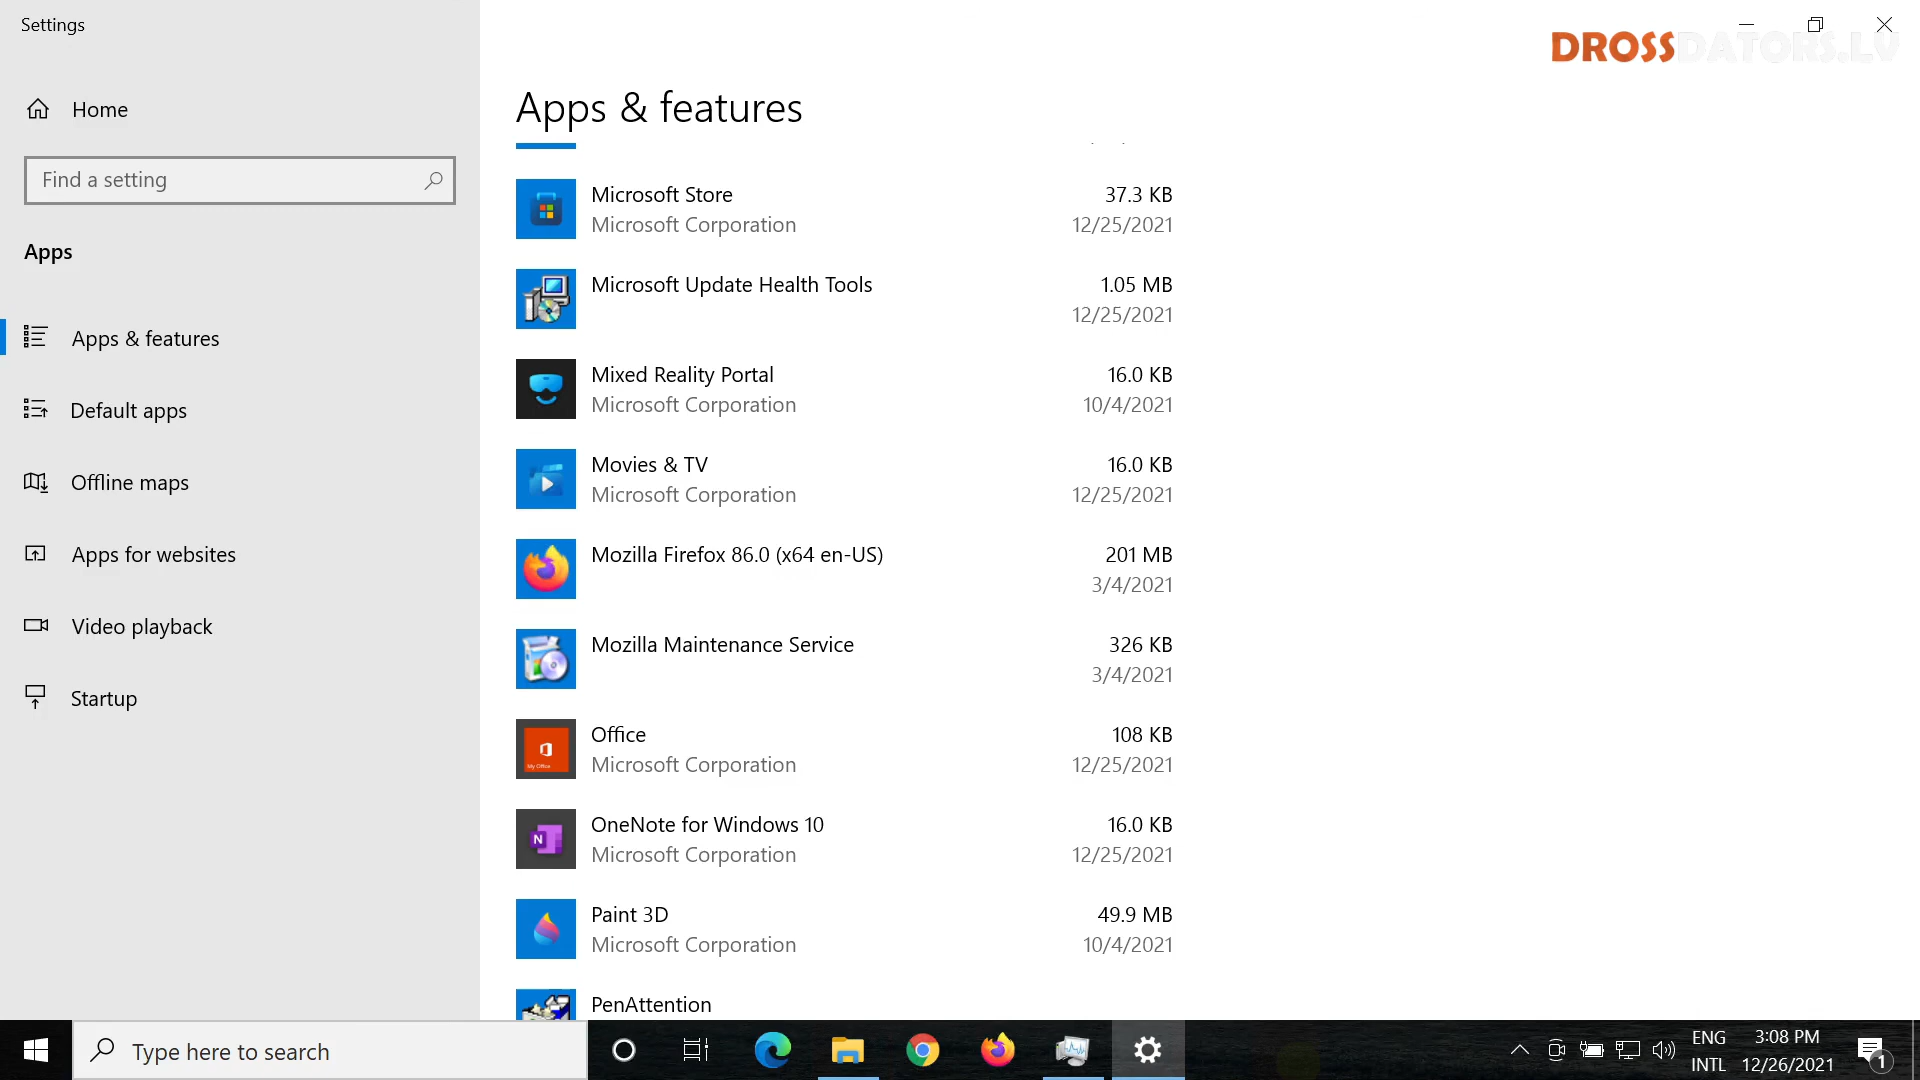 Settings
DROSSDATORS.LV
Home
Find a setting
Apps
Apps & features
Default apps
Offline maps
Apps for websites
Video playback
Startup
Apps & features
Microsoft Store
37.3 KB
Microsoft Corporation
12/25/2021
Microsoft Update Health Tools
1.05 MB
12/25/2021
Mixed Reality Portal
16.0 KB
Microsoft Corporation
10/4/2021
Movies & TV
16.0 KB
Microsoft Corporation
12/25/2021
Mozilla Firefox 86.0 (x64 en-US)
201 MB
3/4/2021
Mozilla Maintenance Service
326 KB
3/4/2021
Office
108 KB
Microsoft Corporation
12/25/2021
My Office
OneNote for Windows 10
16.0 KB
Microsoft Corporation
12/25/2021
N
Paint 3D
49.9 MB
Microsoft Corporation
10/4/2021
PenAttention
Type here to search
ENG
INTL
3:08 PM
12/26/2021
1